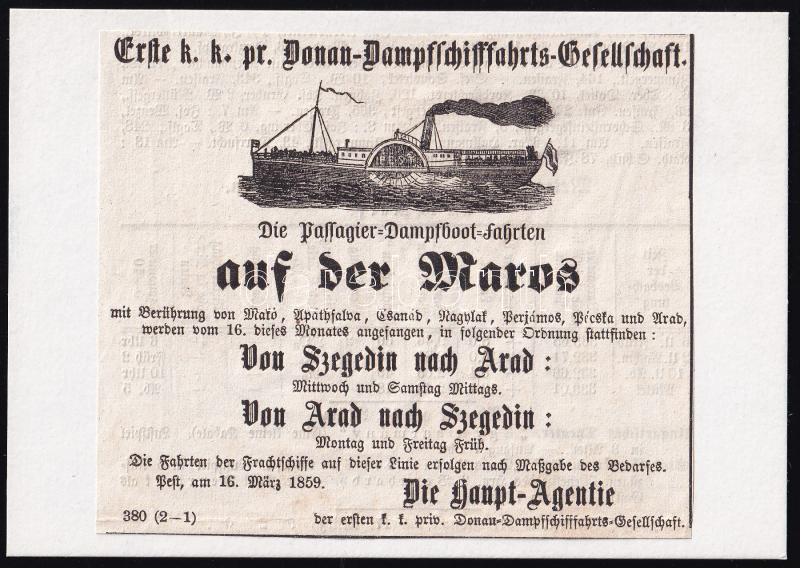 Erste k. k. pr. Donau-Dampfschifffahrts-Gesellschaft.
Die Passagier-Dampfboot-Fahrten
auf der Maros
mit Berührung von Makó, Apáthfalva, Csanád, Nagylak, Perjámos, Pécska und Arad,
werden vom 16. dieses Monates angefangen, in folgender Ordnung stattfinden:
Von Szegedin nach Arad:
Mittwoch und Samstag Mittags.
Von Arad nach Szegedin:
Montag und Freitag Früh.
Die Fahrten der Frachtschiffe auf dieser Linie erfolgen nach Maßgabe des Bedarfes.
Pest, am 16. März 1859.
Die Haupt-Agentie
380 (2—1)
der ersten k. k. priv. Donau-Dampfschifffahrts-Gesellschaft.